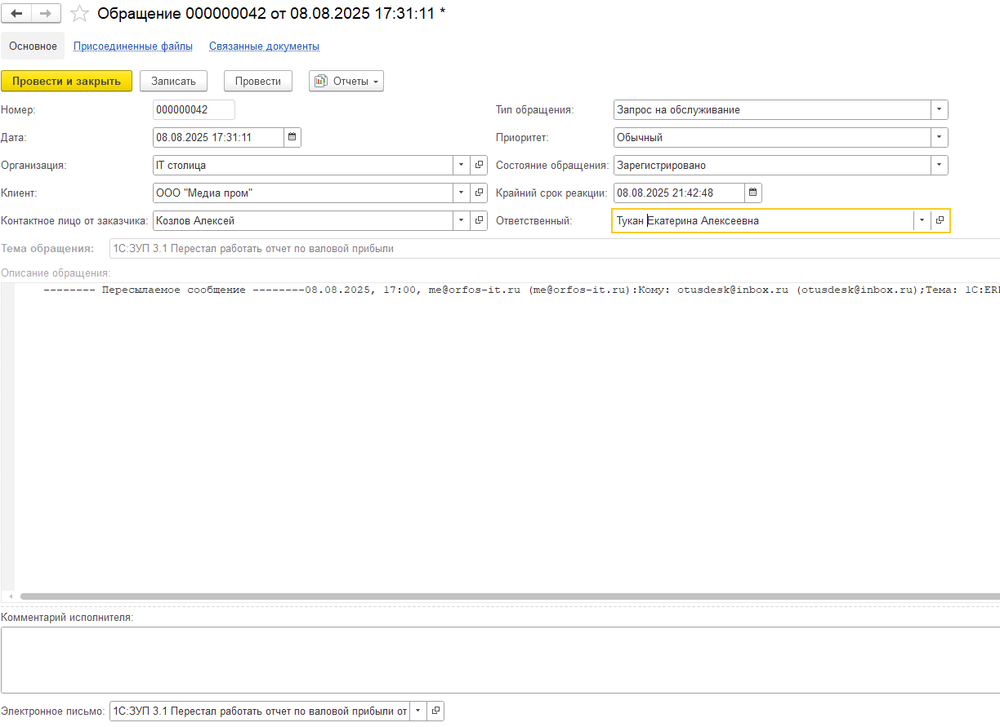 Обращение 000000042 от 08.08.2025 17:31:11 *
Основное Присоединенные файлы Связанные документы
Провести и закрыть Записать Провести Отчеты
Номер: 000000042 Тип обращения: Запрос на обслуживание
Дата: 08.08.2025 17:31:11 Приоритет: Обычный
Организация: IT столица Состояние обращения: Зарегистрировано
Клиент: ООО "Медиа пром" Крайний срок реакции: 08.08.2025 21:42:48
Контактное лицо от заказчика: Козлов Алексей Ответственный: Тукан Екатерина Алексеевна
Тема обращения: 1С:ЗУП 3.1 Перестал работать отчет по валовой прибыли
Описание обращения:
-------- Пересылаемое сообщение --------08.08.2025, 17:00, me@orfos-it.ru (me@orfos-it.ru):Кому: otusdesk@inbox.ru (otusdesk@inbox.ru);Тема: 1С:ER
Комментарий исполнителя:
Электронное письмо: 1С:ЗУП 3.1 Перестал работать отчет по валовой прибыли от